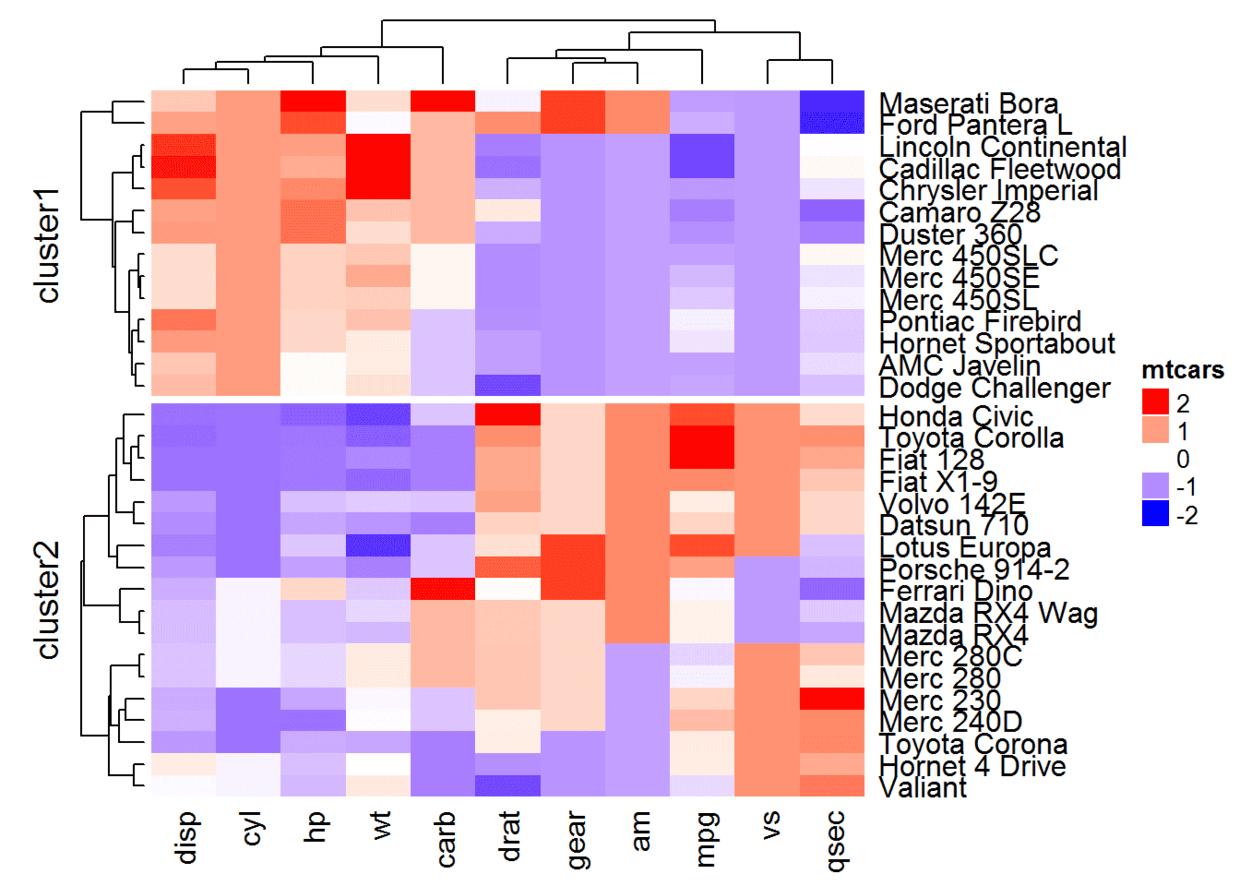 cluster1
cluster2
Maserati Bora
Ford Pantera L
Lincoln Continental
Cadillac Fleetwood
Chrysler Imperial
Camaro Z28
Duster 360
Merc 450SLC
Merc 450SE
Merc 450SL
Pontiac Firebird
Hornet Sportabout
AMC Javelin
Dodge Challenger
Honda Civic
Toyota Corolla
Fiat 128
Fiat X1-9
Volvo 142E
Datsun 710
Lotus Europa
Porsche 914-2
Ferrari Dino
Mazda RX4 Wag
Mazda RX4
Merc 280C
Merc 280
Merc 230
Merc 240D
Toyota Corona
Hornet 4 Drive
Valiant
disp cyl hp wt carb drat gear am mpg vs qsec
mtcars
2
1
0
-1
-2